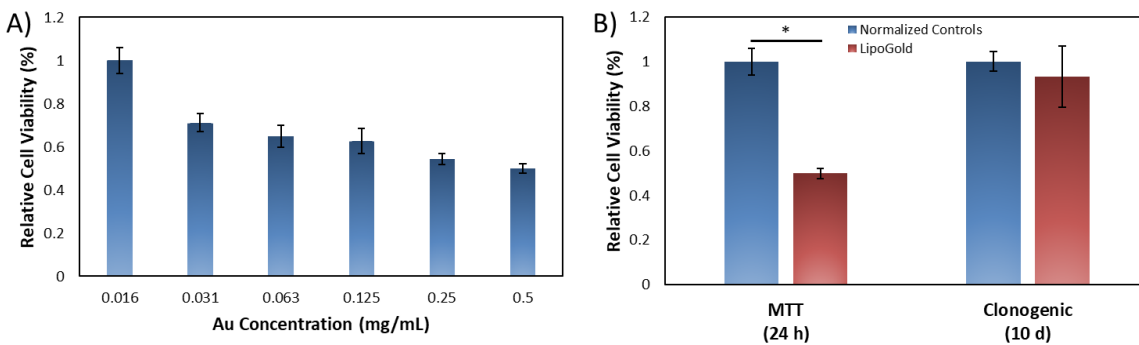 A)
Relative Cell Viability (%)
1.2
1
0.8
0.6
0.4
0.2
0
0.016 0.031 0.063 0.125 0.25 0.5
Au Concentration (mg/mL)
B)
Relative Cell Viability (%)
1.2
1
0.8
0.6
0.4
0.2
0
*
Normalized Controls
LipoGold
MTT Clonogenic
(24 h) (10 d)